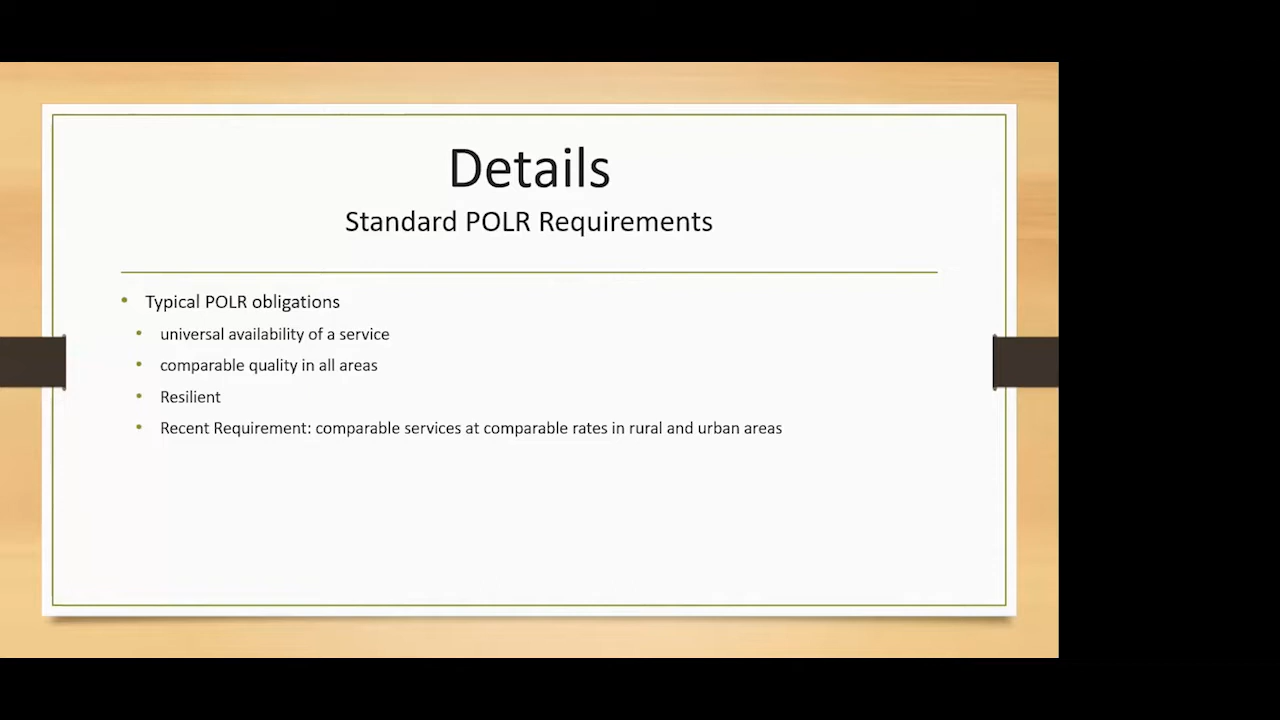 Details
Standard POLR Requirements
• Typical POLR obligations
• universal availability of a service
• comparable quality in all areas
• Resilient
• Recent Requirement: comparable services at comparable rates in rural and urban areas